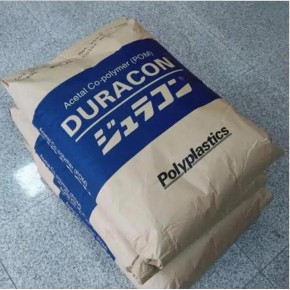 Acetal Co-polymer (POM)
DURACON
ジュラコン
Polyplastics